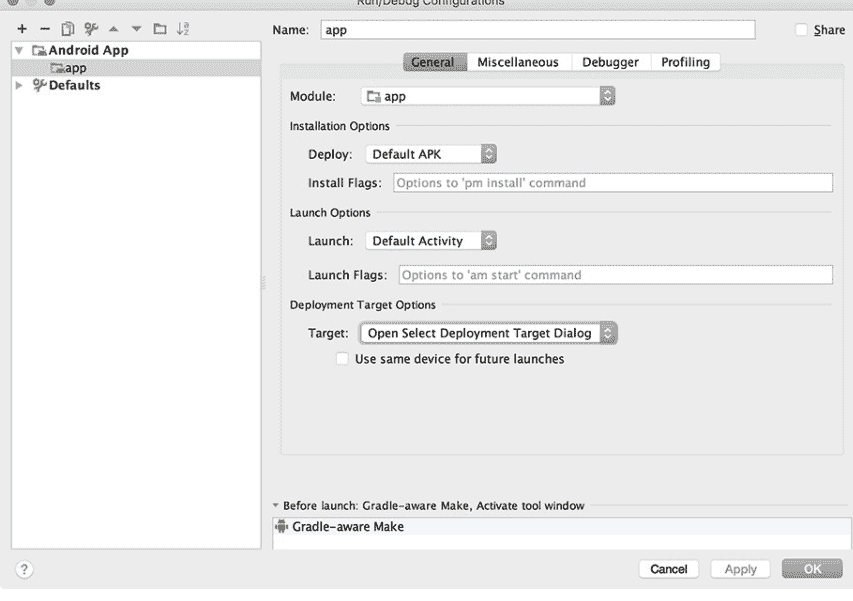 Run/Debug Configurations
Name: app Share
Android App
app
Defaults
General Miscellaneous Debugger Profiling
Module: app
Installation Options
Deploy: Default APK
Install Flags: Options to 'pm install' command
Launch Options
Launch: Default Activity
Launch Flags: Options to 'am start' command
Deployment Target Options
Target: Open Select Deployment Target Dialog
Use same device for future launches
Before launch: Gradle-aware Make, Activate tool window
Gradle-aware Make
? Cancel Apply OK